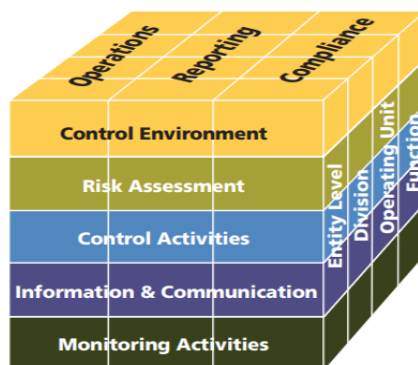 Operations
Reporting
Compliance
Control Environment
Risk Assessment
Control Activities
Information & Communication
Monitoring Activities
Entity Level
Division
Operating Unit
Function